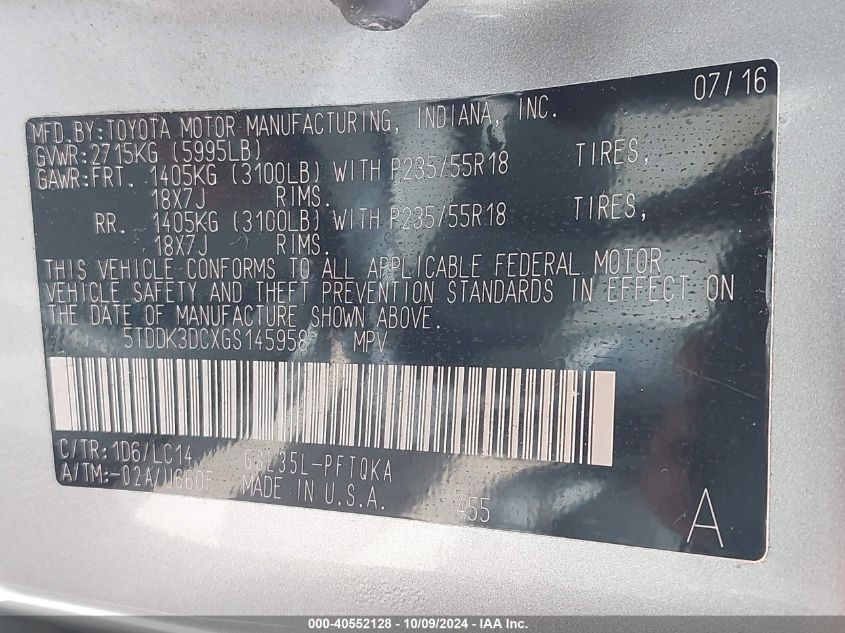 07/16
MFD. BY: TOYOTA MOTOR MANUFACTURING, INDIANA, INC.
GVWR: 2715KG (5995LB)
GAWR: FRT. 1405KG (3100LB) WITH P235/55R18 TIRES,
18X7J RIMS.
RR. 1405KG (3100LB) WITH P235/55R18 TIRES,
18X7J RIMS.
THIS VEHICLE CONFORMS TO ALL APPLICABLE FEDERAL MOTOR
VEHICLE SAFETY AND THEFT PREVENTION STANDARDS IN EFFECT ON
THE DATE OF MANUFACTURE SHOWN ABOVE.
5TDDK3DCXGS145958 MPV
C/TR: 1D6/LC14 GSL35L-PFTQKA
A/TM:-02A/U660F MADE IN U.S.A.
455
A
000-40552128 - 10/09/2024 - IAA Inc.